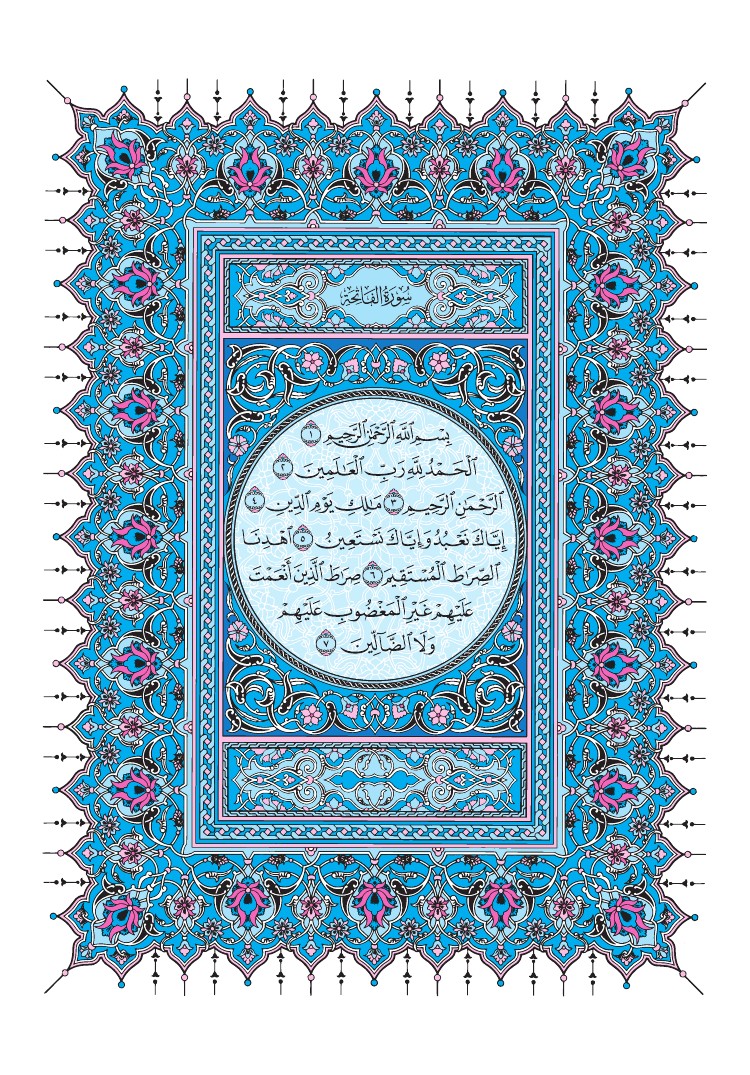 سُورَةُ الفَاتِحَةِ
بِسْمِ ٱللَّهِ ٱلرَّحْمَٰنِ ٱلرَّحِيمِ ١
ٱلْحَمْدُ لِلَّهِ رَبِّ ٱلْعَٰلَمِينَ ٢
ٱلرَّحْمَٰنِ ٱلرَّحِيمِ ٣ مَٰلِكِ يَوْمِ ٱلدِّينِ ٤
إِيَّاكَ نَعْبُدُ وَإِيَّاكَ نَسْتَعِينُ ٥ ٱهْدِنَا
ٱلصِّرَٰطَ ٱلْمُسْتَقِيمَ ٦ صِرَٰطَ ٱلَّذِينَ أَنْعَمْتَ
عَلَيْهِمْ غَيْرِ ٱلْمَغْضُوبِ عَلَيْهِمْ
وَلَا ٱلضَّآلِّينَ ٧